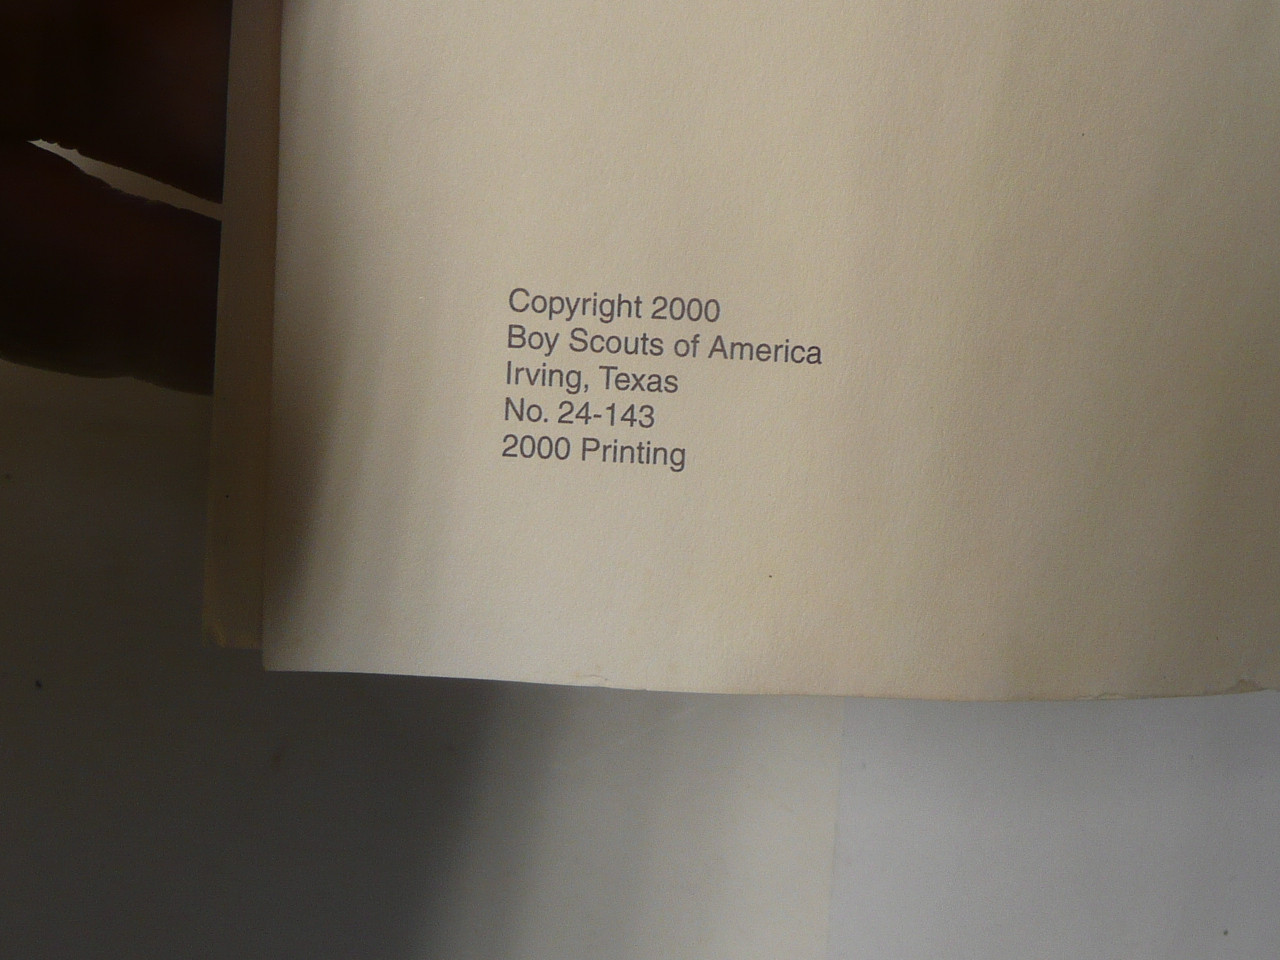 Copyright 2000
Boy Scouts of America
Irving, Texas
No. 24-143
2000 Printing